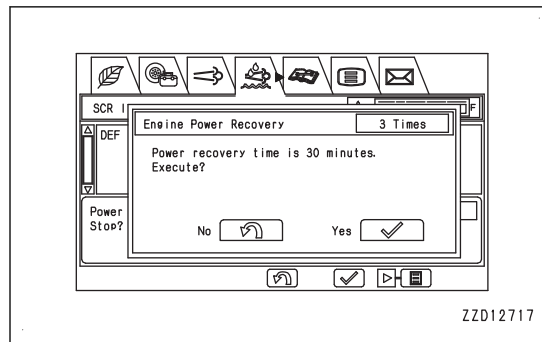 SCR I
F
Engine Power Recovery
3 Times
DEF
Power recovery time is 30 minutes.
Execute?
Power
Stop?
No
Yes
ZZD12717